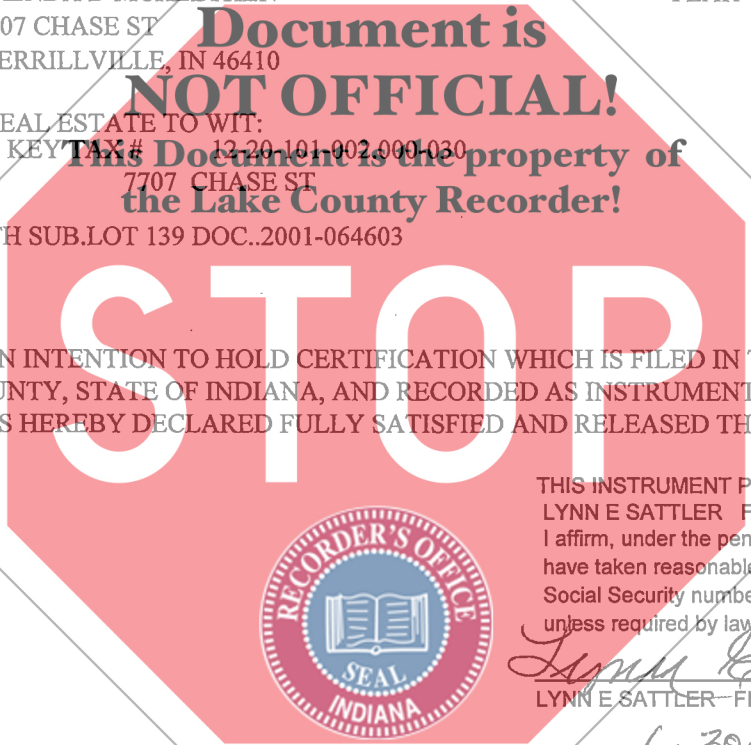 07 CHASE ST
Document is
ERRILLVILLE, IN 46410
NOT OFFICIAL!
EAL ESTATE TO WIT:
KEY TAX # 12-20-101-002.000-030
This Document is the property of
7707 CHASE ST
the Lake County Recorder!
H SUB.LOT 139 DOC..2001-064603
STOP
N INTENTION TO HOLD CERTIFICATION WHICH IS FILED IN T
UNTY, STATE OF INDIANA, AND RECORDED AS INSTRUMENT
S HEREBY DECLARED FULLY SATISFIED AND RELEASED TH
THIS INSTRUMENT P
LYNN E SATTLER F
I affirm, under the pen
have taken reasonable
Social Security numbe
unless required by law
RECORDER'S OFFICE
SEAL
INDIANA
Lynn E
LYNN E SATTLER FI